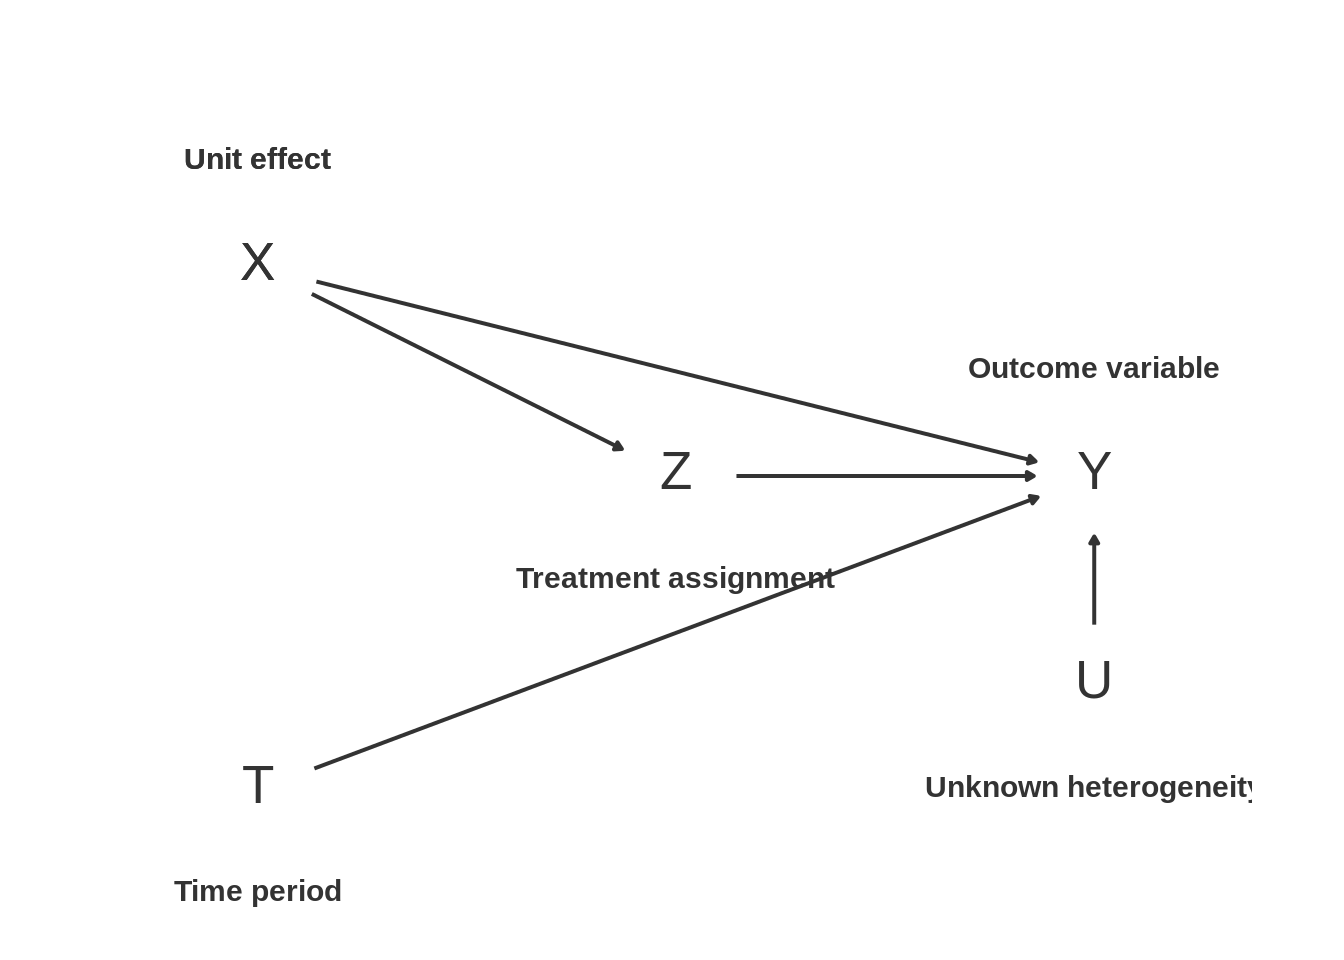 Unit effect
X
Outcome variable
Z
Y
Treatment assignment
U
T
Unknown heterogeneity
Time period